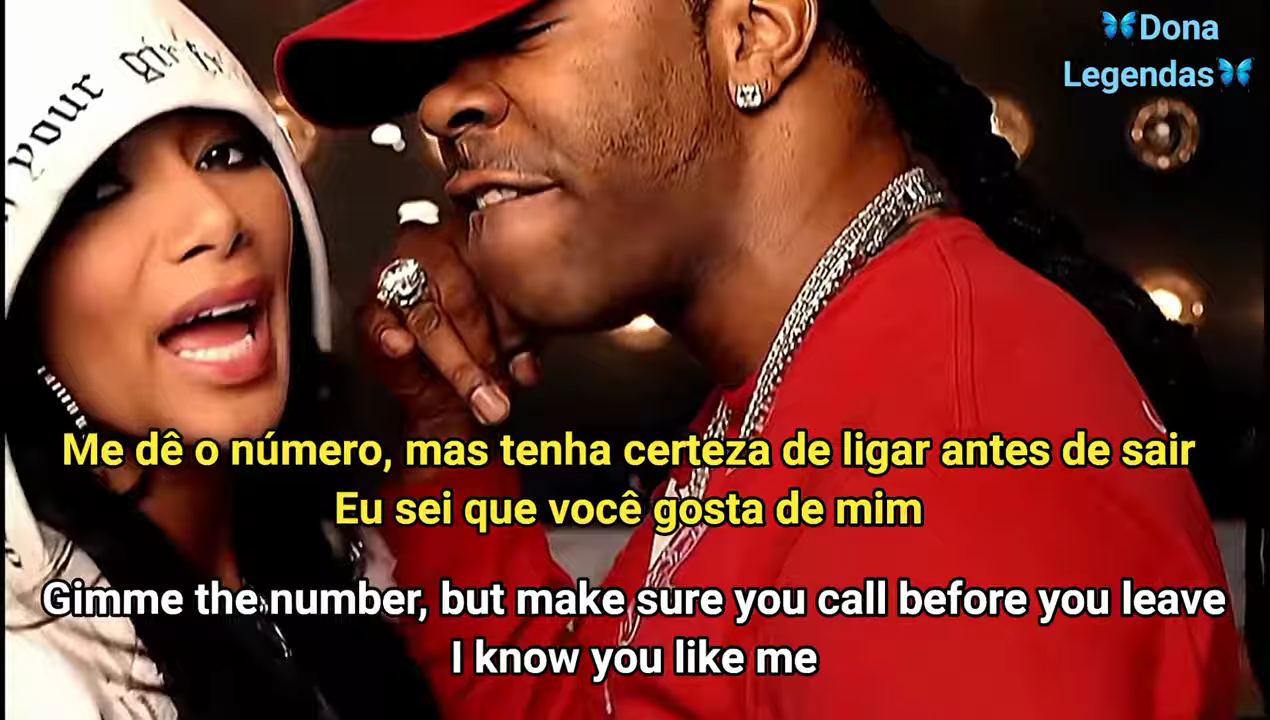 Dona
Legendas
your
Me dê o número, mas tenha certeza de ligar antes de sair
Eu sei que você gosta de mim
Gimme the number, but make sure you call before you leave
I know you like me